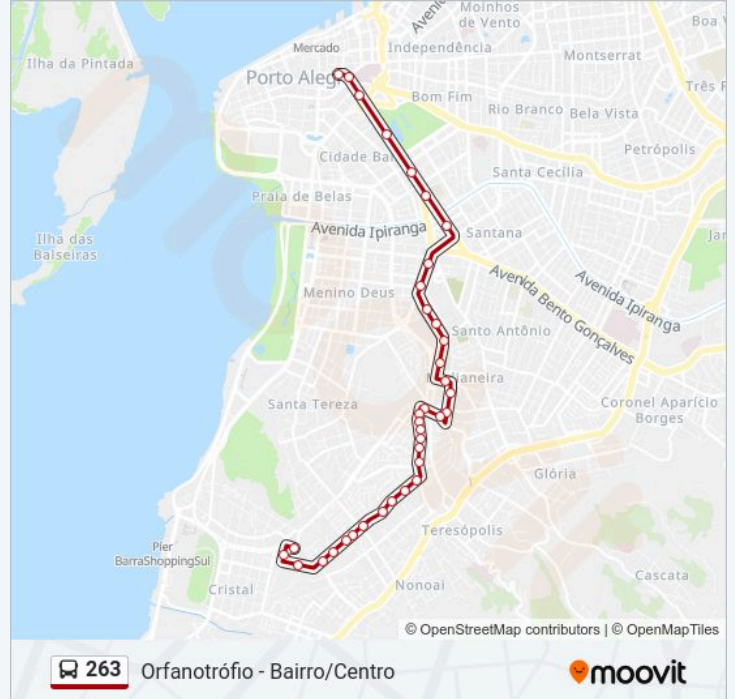 Moinhos
de Vento
Aveni
Boa V
Mercado
Independência
Ilha da Pintada
Montserrat
Porto Aleg
Três F
Bom Fim
Rio Branco
Bela Vista
Petrópolis
Cidade Bai
Santa Cecília
Praia de Belas
Avenida Ipiranga
Santana
Ilha das
Balseiras
Jar
Menino Deus
Avenida Bento Gonçalves
Avenida Ipiranga
Santo Antônio
M dianeira
Santa Tereza
Coronel Aparício
Borges
Glória
Teresópolis
Pier
BarraShoppingSul
Cristal
Nonoai
Cascata
© OpenStreetMap contributors | © OpenMapTiles
263 Orfanotrófio - Bairro/Centro
moovit